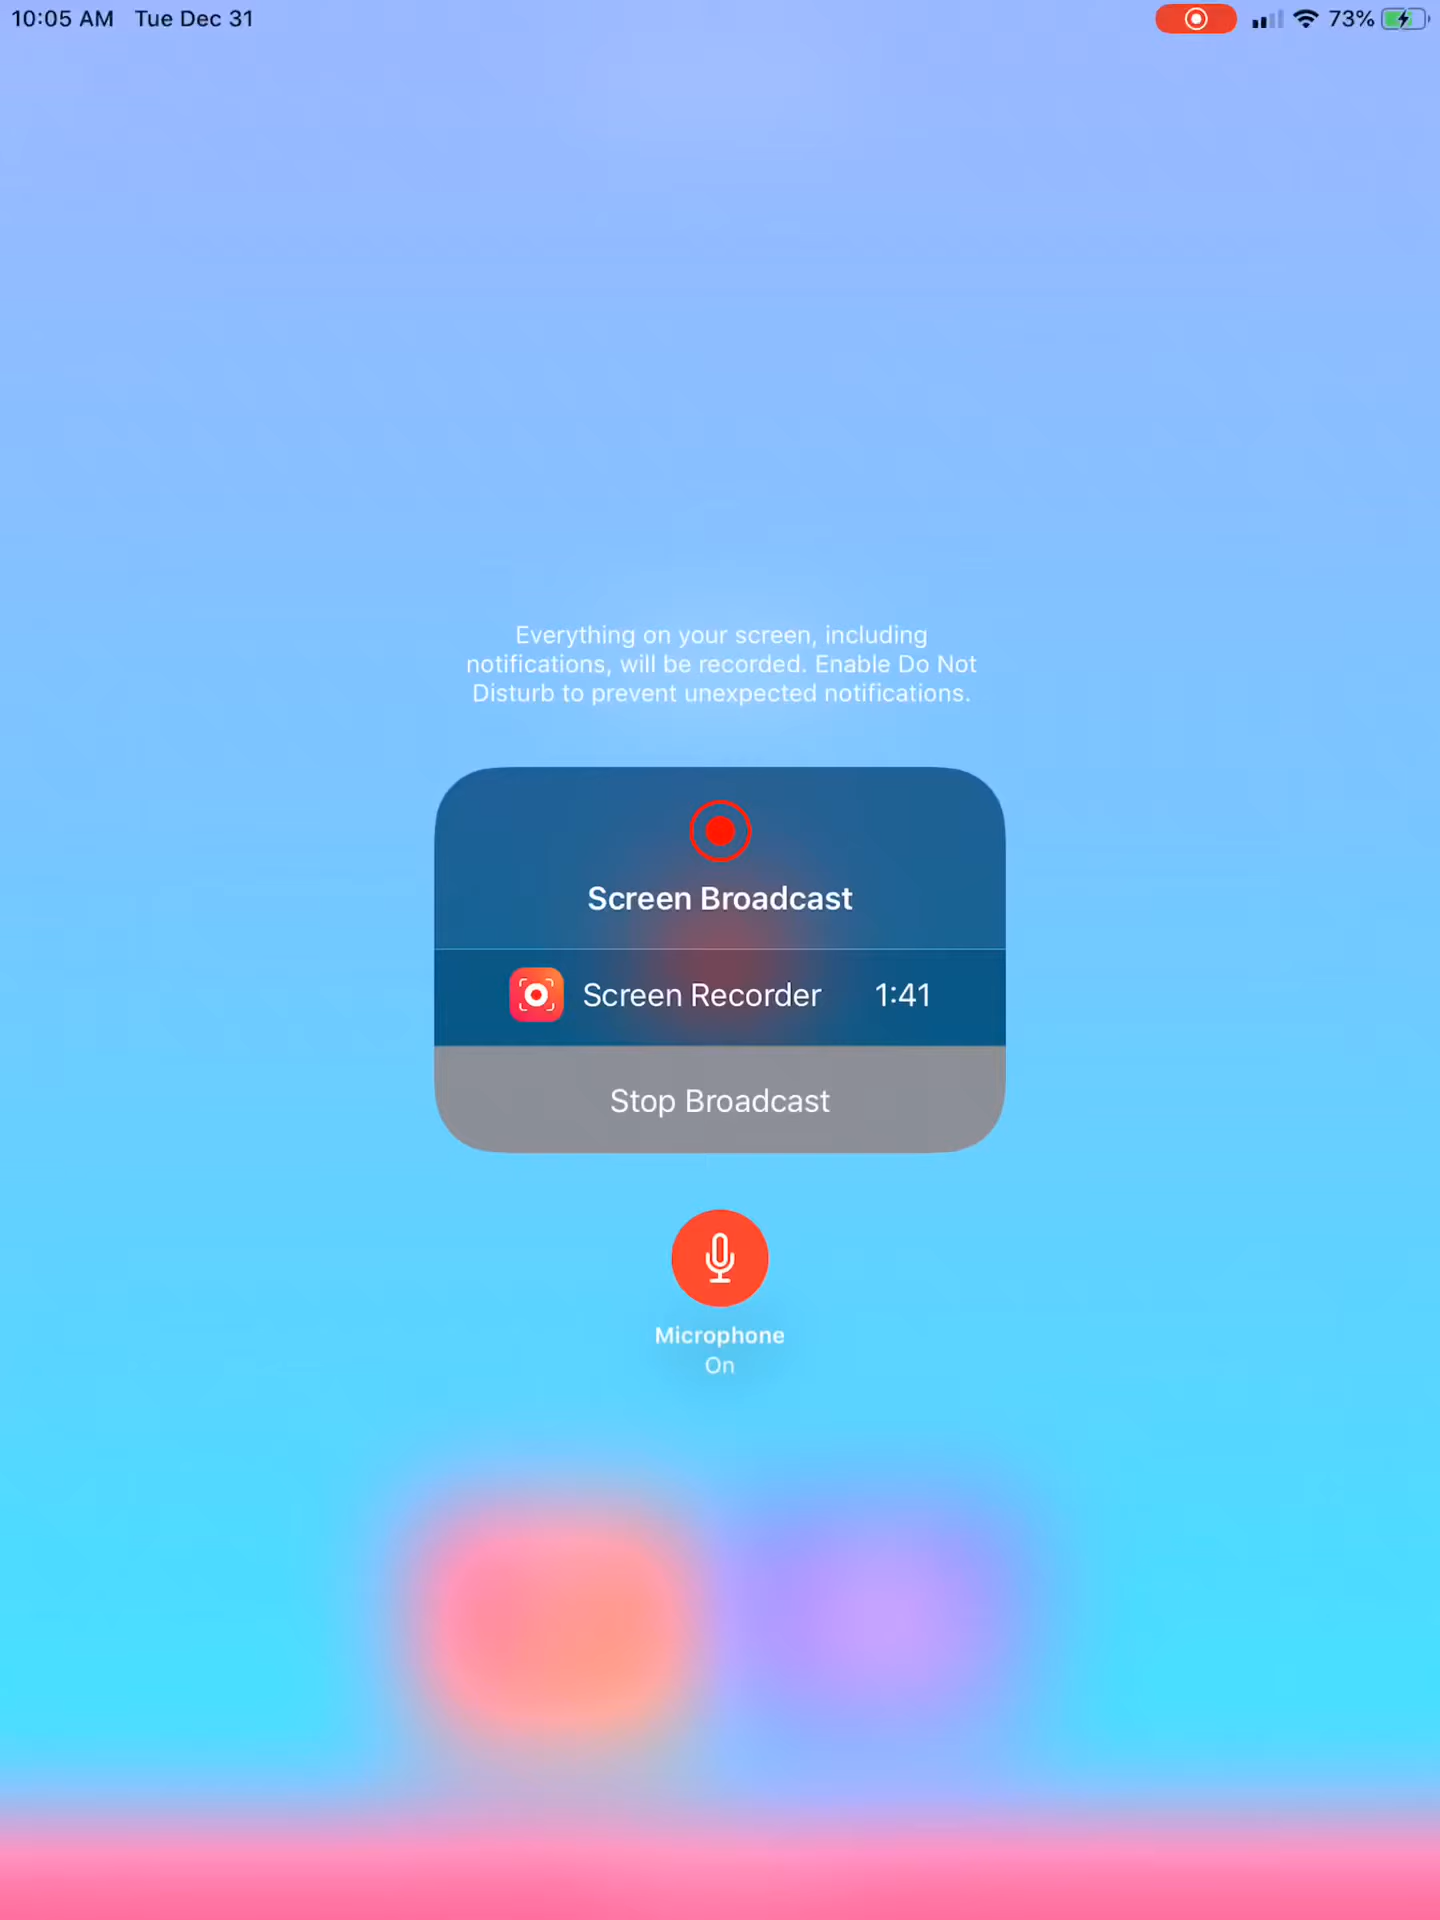 10:05 AM Tue Dec 31
73%
Everything on your screen, including
notifications, will be recorded. Enable Do Not
Disturb to prevent unexpected notifications.
Screen Broadcast
Screen Recorder 1:41
Stop Broadcast
Microphone
On